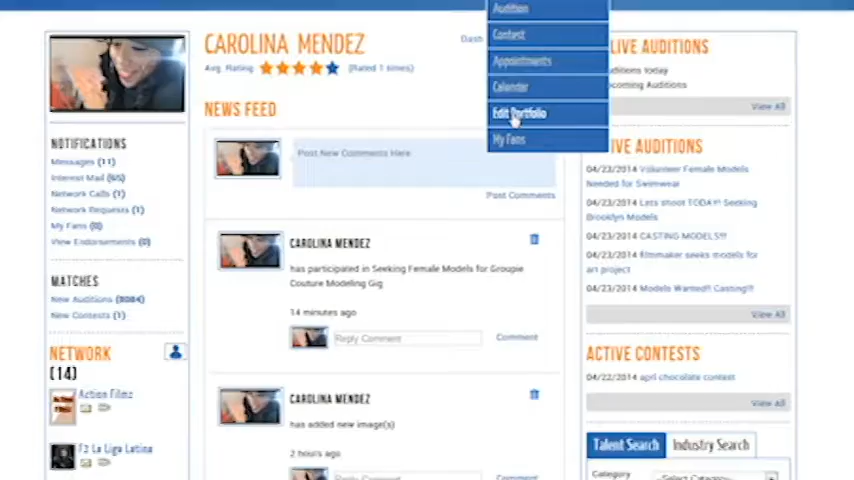 Audition
Contest
Appointments
Calendar
Edit Portfolio
My Fans
CAROLINA MENDEZ
Dash
Avg. Rating
(Rated 1 times)
NEWS FEED
Post New Comments Here
Post Comments
NOTIFICATIONS
Messages (11)
Interest Mail (65)
Network Calls (1)
Network Requests (1)
My Fans (0)
View Endorsements (0)
MATCHES
New Auditions (8084)
New Contests (1)
NETWORK
(14)
Action Filmz
F2 La Liga Latina
CAROLINA MENDEZ
has participated in Seeking Female Models for Groupie
Couture Modeling Gig
14 minutes ago
Reply Comment
Comment
CAROLINA MENDEZ
has added new image(s)
2 hours ago
Comment
LIVE AUDITIONS
uditions today
coming Auditions
View All
IVE AUDITIONS
04/23/2014 Volunteer Female Models
Needed for Swimwear
04/23/2014 Lets shoot TODAY! Seeking
Brooklyn Models
04/23/2014 CASTING MODELS!!!
04/23/2014 filmmaker seeks models for
art project
04/23/2014 Models Wanted!! Casting!!!
View All
ACTIVE CONTESTS
04/22/2014 april chocolate contest
View All
Talent Search
Industry Search
Category
--Select Category--